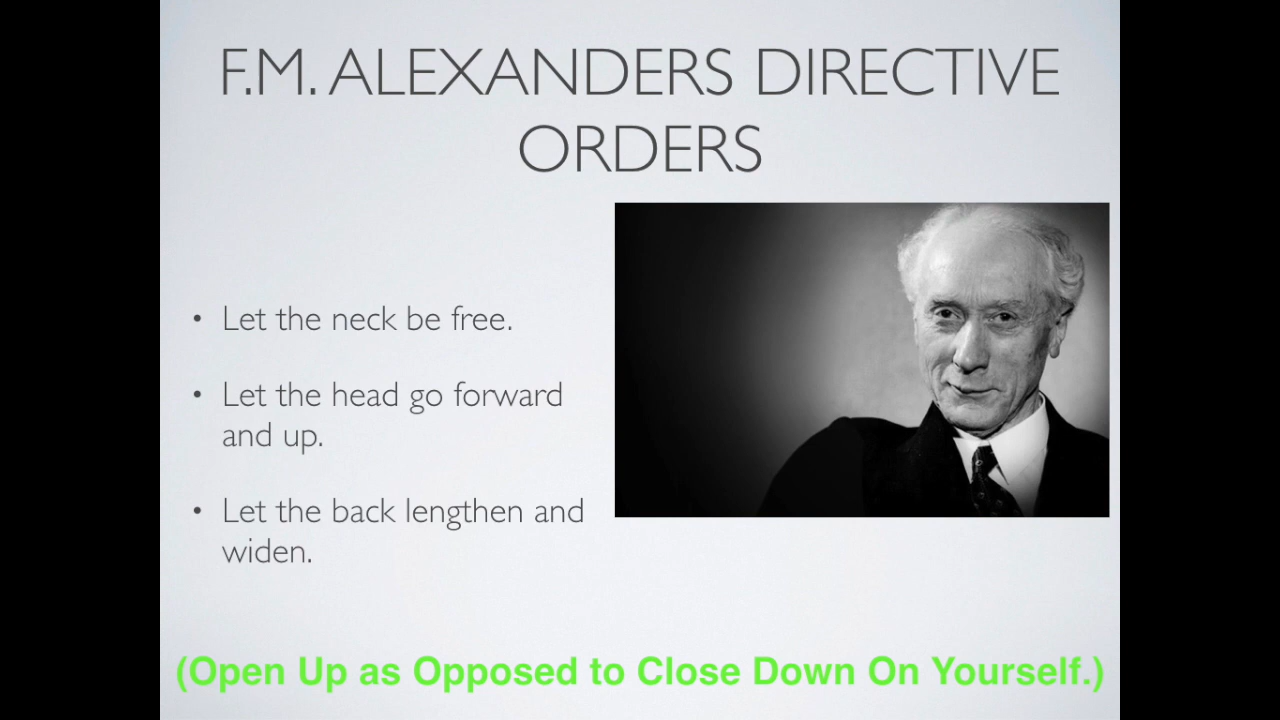 F.M. ALEXANDERS DIRECTIVE
ORDERS
• Let the neck be free.
• Let the head go forward
and up.
• Let the back lengthen and
widen.
(Open Up as Opposed to Close Down On Yourself.)